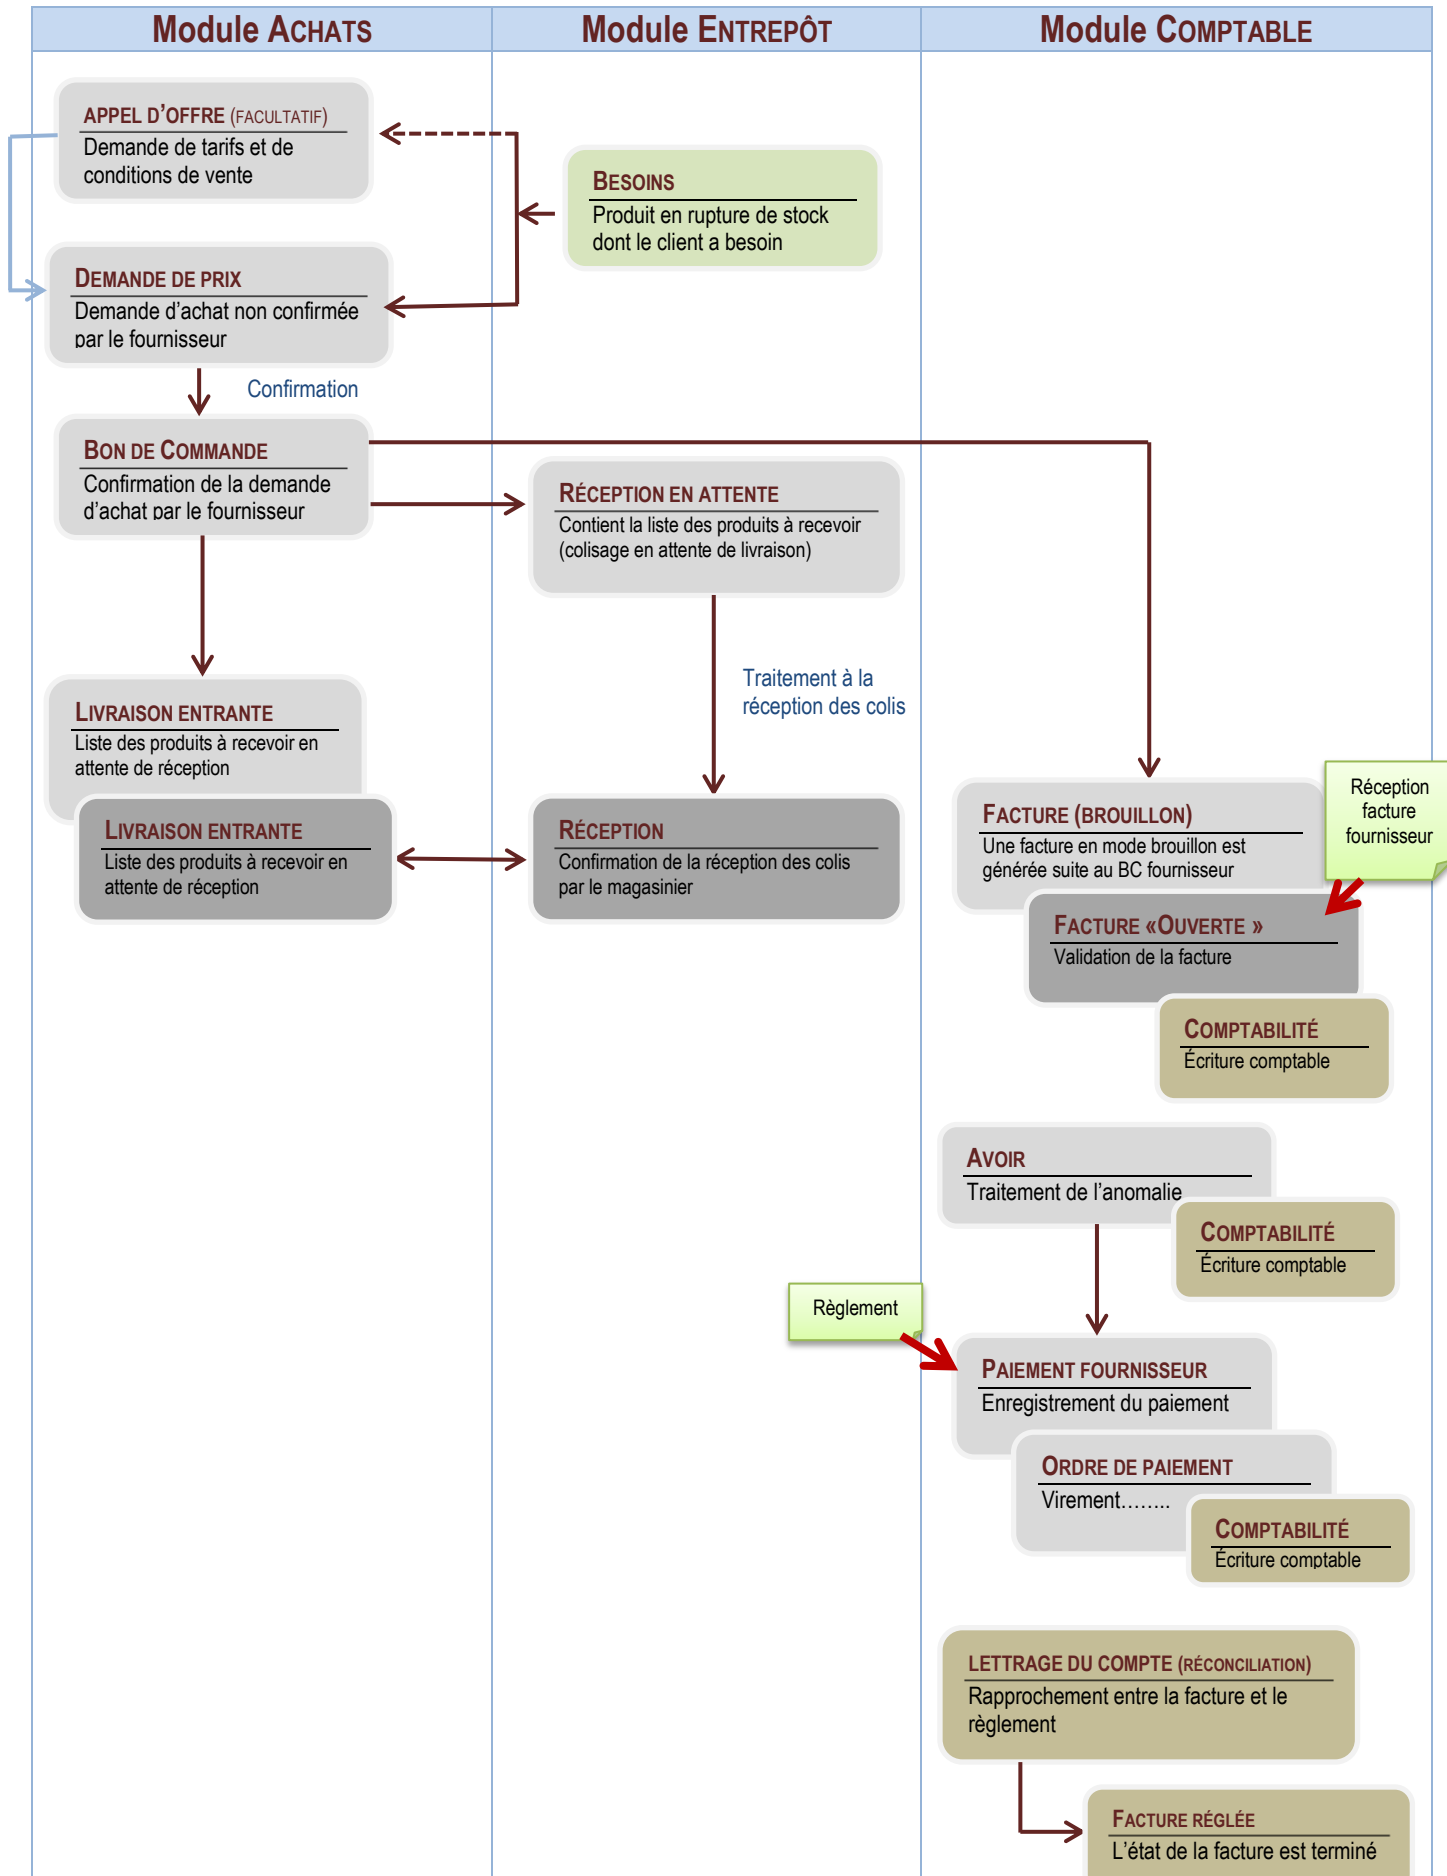 Module ACHATS
Module ENTREPÔT
Module COMPTABLE
APPEL D’OFFRE (FACULTATIF)
Demande de tarifs et de
conditions de vente
BESOINS
Produit en rupture de stock
dont le client a besoin
DEMANDE DE PRIX
Demande d’achat non confirmée
par le fournisseur
Confirmation
BON DE COMMANDE
Confirmation de la demande
d’achat par le fournisseur
RÉCEPTION EN ATTENTE
Contient la liste des produits à recevoir
(colisage en attente de livraison)
Traitement à la
réception des colis
LIVRAISON ENTRANTE
Liste des produits à recevoir en
attente de réception
LIVRAISON ENTRANTE
Liste des produits à recevoir en
attente de réception
RÉCEPTION
Confirmation de la réception des colis
par le magasinier
FACTURE (BROUILLON)
Une facture en mode brouillon est
générée suite au BC fournisseur
Réception
facture
fournisseur
FACTURE «OUVERTE »
Validation de la facture
COMPTABILITÉ
Écriture comptable
AVOIR
Traitement de l’anomalie
COMPTABILITÉ
Écriture comptable
Règlement
PAIEMENT FOURNISSEUR
Enregistrement du paiement
ORDRE DE PAIEMENT
Virement……..
COMPTABILITÉ
Écriture comptable
LETTRAGE DU COMPTE (RÉCONCILIATION)
Rapprochement entre la facture et le
règlement
FACTURE RÉGLÉE
L’état de la facture est terminé